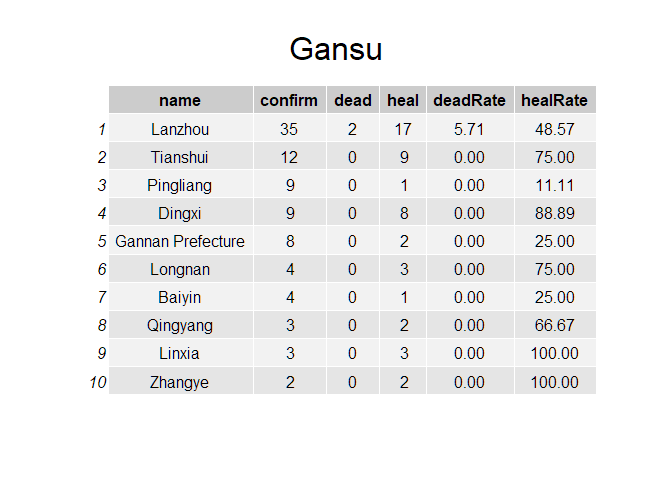 Gansu
name confirm dead heal deadRate healRate
1 Lanzhou 35 2 17 5.71 48.57
2 Tianshui 12 0 9 0.00 75.00
3 Pingliang 9 0 1 0.00 11.11
4 Dingxi 9 0 8 0.00 88.89
5 Gannan Prefecture 8 0 2 0.00 25.00
6 Longnan 4 0 3 0.00 75.00
7 Baiyin 4 0 1 0.00 25.00
8 Qingyang 3 0 2 0.00 66.67
9 Linxia 3 0 3 0.00 100.00
10 Zhangye 2 0 2 0.00 100.00